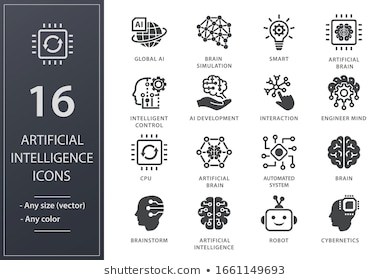 16
ARTIFICIAL
INTELLIGENCE
ICONS
- Any size (vector)
- Any color
AI
GLOBAL AI
BRAIN
SIMULATION
SMART
ARTIFICIAL
BRAIN
INTELLIGENT
CONTROL
AI DEVELOPMENT
INTERACTION
ENGINEER MIND
CPU
ARTIFICIAL
BRAIN
AUTOMATED
SYSTEM
BRAIN
BRAINSTORM
ARTIFICIAL
INTELLIGENCE
ROBOT
CYBERNETICS
shutterstock.com · 1661149693